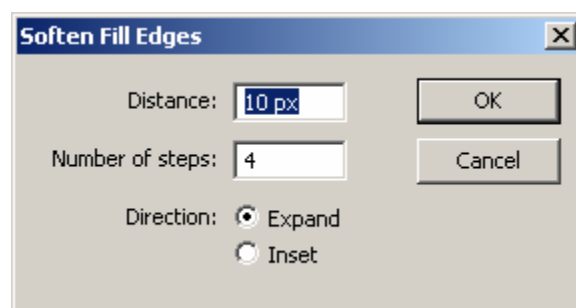 Soften Fill Edges
Distance: 10 px OK
Number of steps: 4 Cancel
Direction: Expand
Inset